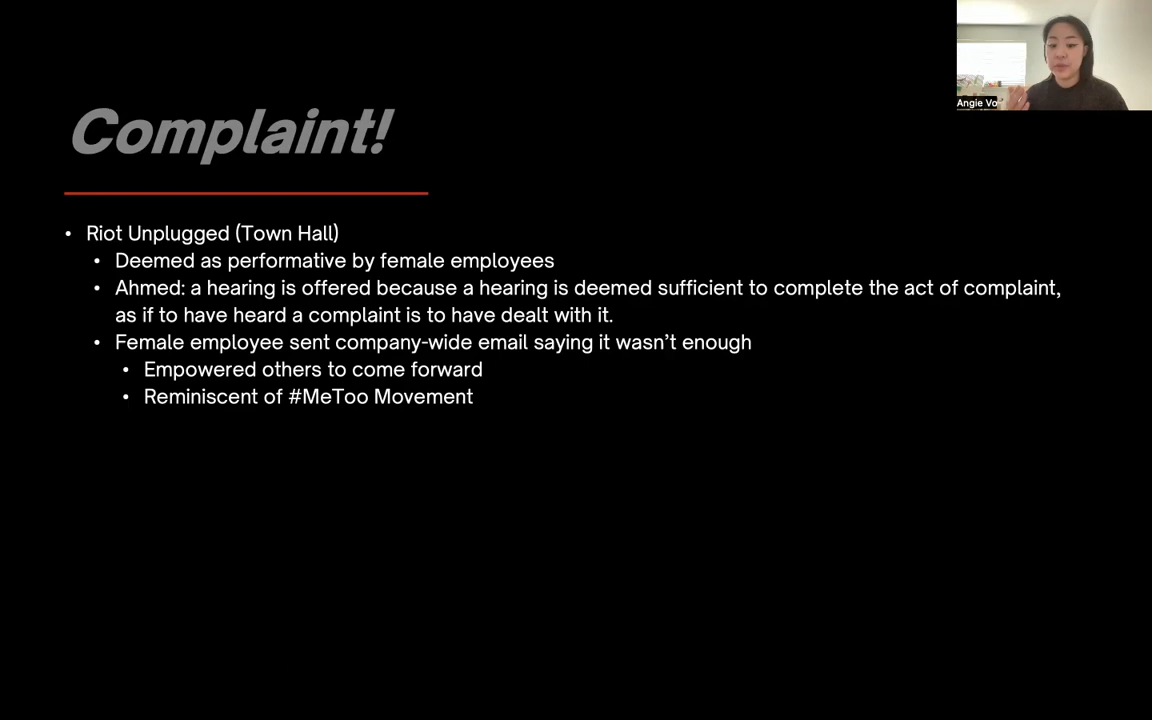 Angie Vo
Complaint!
• Riot Unplugged (Town Hall)
• Deemed as performative by female employees
• Ahmed: a hearing is offered because a hearing is deemed sufficient to complete the act of complaint,
as if to have heard a complaint is to have dealt with it.
• Female employee sent company-wide email saying it wasn’t enough
• Empowered others to come forward
• Reminiscent of #MeToo Movement